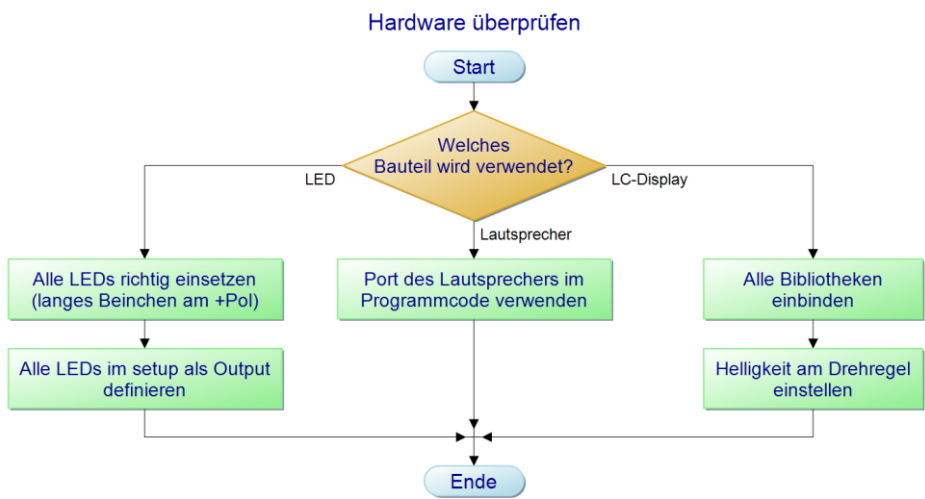 Hardware überprüfen
Start
Welches
Bauteil wird verwendet?
LED
LC-Display
Lautsprecher
Alle LEDs richtig einsetzen
(langes Beinchen am +Pol)
Port des Lautsprechers im
Programmcode verwenden
Alle Bibliotheken
einbinden
Alle LEDs im setup als Output
definieren
Helligkeit am Drehregel
einstellen
Ende